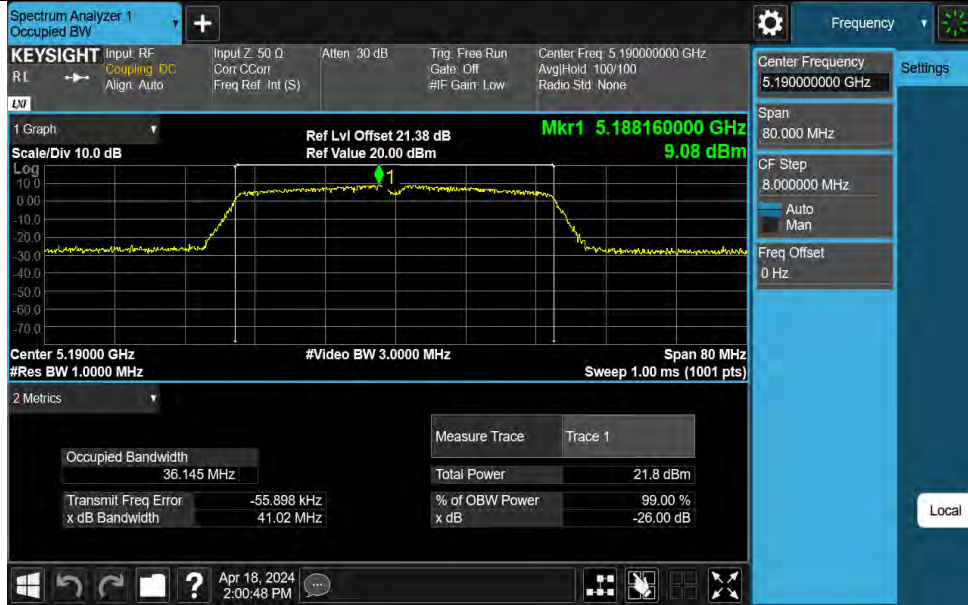 Spectrum Analyzer 1
Occupied BW
Frequency
KEYSIGHT
Input: RF
Coupling: DC
Align: Auto
Input Z: 50 Ω
Corr CCorr
Freq Ref: Int (S)
Atten: 30 dB
Trig: Free Run
Gate: Off
#IF Gain: Low
Center Freq: 5.190000000 GHz
Avg|Hold: 100/100
Radio Std: None
LXI
Center Frequency
5.190000000 GHz
Settings
Span
80.000 MHz
CF Step
8.000000 MHz
Auto
Man
Freq Offset
0 Hz
Local
1 Graph
Scale/Div 10.0 dB
Ref Lvl Offset 21.38 dB
Ref Value 20.00 dBm
Mkr1 5.188160000 GHz
9.08 dBm
Log
1
10.0
0.00
-10.0
-20.0
-30.0
-40.0
-50.0
-60.0
-70.0
Center 5.19000 GHz
#Video BW 3.0000 MHz
Span 80 MHz
#Res BW 1.0000 MHz
Sweep 1.00 ms (1001 pts)
2 Metrics
Measure Trace
Trace 1
Occupied Bandwidth
36.145 MHz
Total Power
21.8 dBm
Transmit Freq Error
-55.898 kHz
% of OBW Power
99.00 %
x dB Bandwidth
41.02 MHz
x dB
-26.00 dB
?
Apr 18, 2024
2:00:48 PM